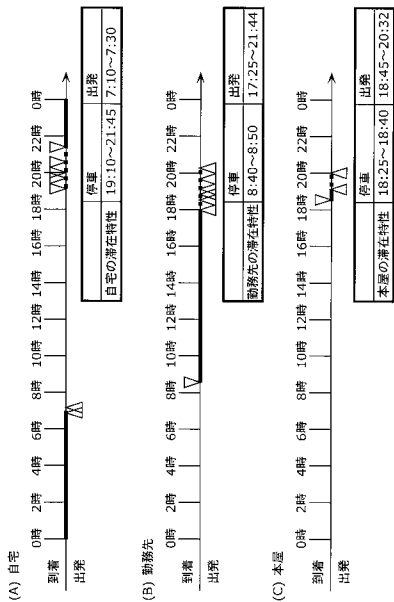 (A) 自宅
0時 2時 4時 6時 8時 10時 12時 14時 16時 18時 20時 22時 0時
到着
出発
停車 出発
自宅の滞在特性 19:10～21:45 7:10～7:30
(B) 勤務先
0時 2時 4時 6時 8時 10時 12時 14時 16時 18時 20時 22時 0時
到着
出発
停車 出発
勤務先の滞在特性 8:40～8:50 17:25～21:44
(C) 本屋
0時 2時 4時 6時 8時 10時 12時 14時 16時 18時 20時 22時 0時
到着
出発
停車 出発
本屋の滞在特性 18:25～18:40 18:45～20:32